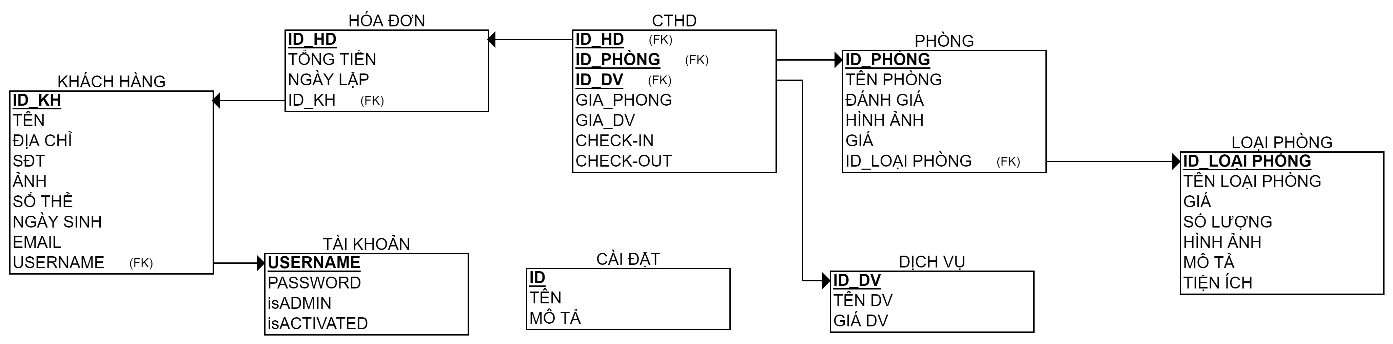 HÓA ĐƠN
ID_HD
TỔNG TIỀN
NGÀY LẬP
ID_KH (FK)
CTHD
ID_HD (FK)
ID_PHÒNG (FK)
ID_DV (FK)
GIA_PHONG
GIA_DV
CHECK-IN
CHECK-OUT
PHÒNG
ID_PHÒNG
TÊN PHÒNG
ĐÁNH GIÁ
HÌNH ẢNH
GIÁ
ID_LOẠI PHÒNG (FK)
KHÁCH HÀNG
ID_KH
TÊN
ĐỊA CHỈ
SĐT
ẢNH
SỐ THẺ
NGÀY SINH
EMAIL
USERNAME (FK)
LOẠI PHÒNG
ID_LOẠI PHÒNG
TÊN LOẠI PHÒNG
GIÁ
SỐ LƯỢNG
HÌNH ẢNH
MÔ TẢ
TIỆN ÍCH
TÀI KHOẢN
USERNAME
PASSWORD
isADMIN
isACTIVATED
CÀI ĐẶT
ID
TÊN
MÔ TẢ
DỊCH VỤ
ID_DV
TÊN DV
GIÁ DV